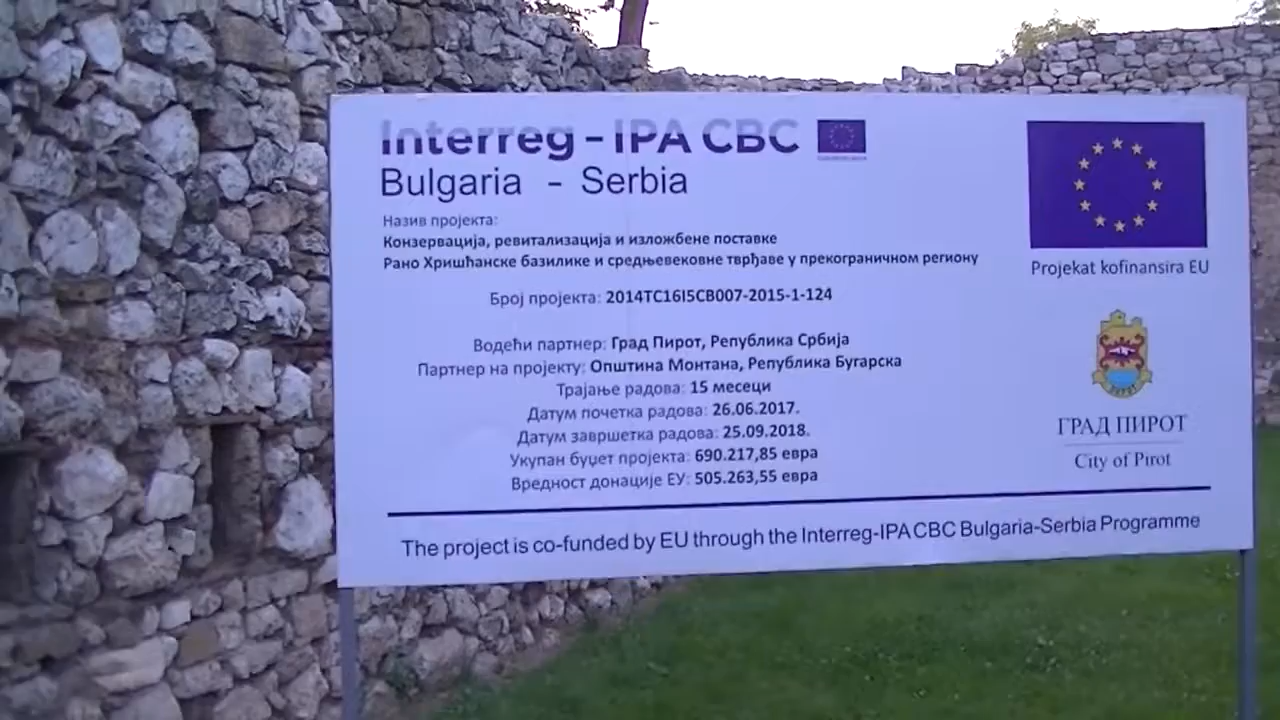 Interreg - IPA CBC
Bulgaria - Serbia
Назив пројекта:
Конзервација, ревитализација и изложбене поставке
Рано Хришћанске базилике и средњевековне тврђаве у прекограничном региону
Број пројекта: 2014TC16I5CB007-2015-1-124
Водећи партнер: Град Пирот, Република Србија
Партнер на пројекту: Општина Монтана, Република Бугарска
Трајање радова: 15 месеци
Датум почетка радова: 26.06.2017.
Датум завршетка радова: 25.09.2018.
Укупан буџет пројекта: 690.217,85 евра
Вредност донације ЕУ: 505.263,55 евра
Projekat kofinansira EU
ГРАД ПИРОТ
City of Pirot
The project is co-funded by EU through the Interreg-IPA CBC Bulgaria-Serbia Programme